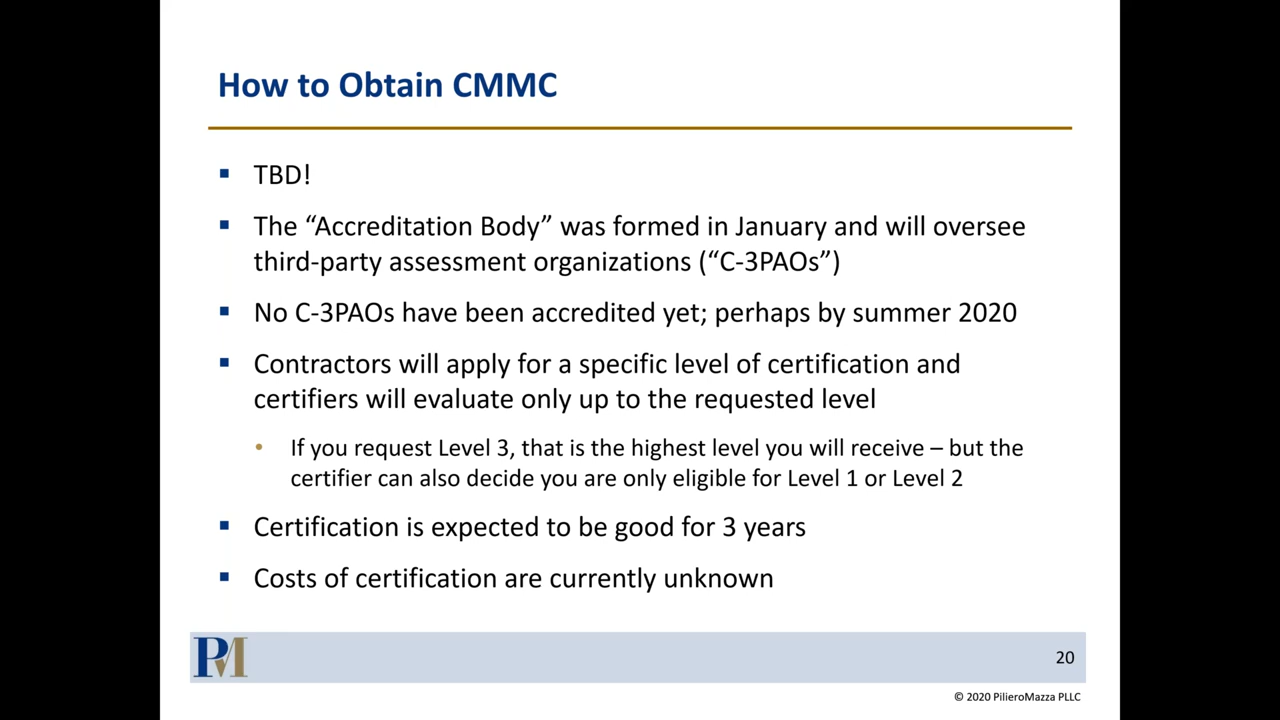 How to Obtain CMMC
▪ TBD!
▪ The “Accreditation Body” was formed in January and will oversee
third-party assessment organizations (“C-3PAOs”)
▪ No C-3PAOs have been accredited yet; perhaps by summer 2020
▪ Contractors will apply for a specific level of certification and
certifiers will evaluate only up to the requested level
• If you request Level 3, that is the highest level you will receive – but the
certifier can also decide you are only eligible for Level 1 or Level 2
▪ Certification is expected to be good for 3 years
▪ Costs of certification are currently unknown
PM
20
© 2020 PilieroMazza PLLC